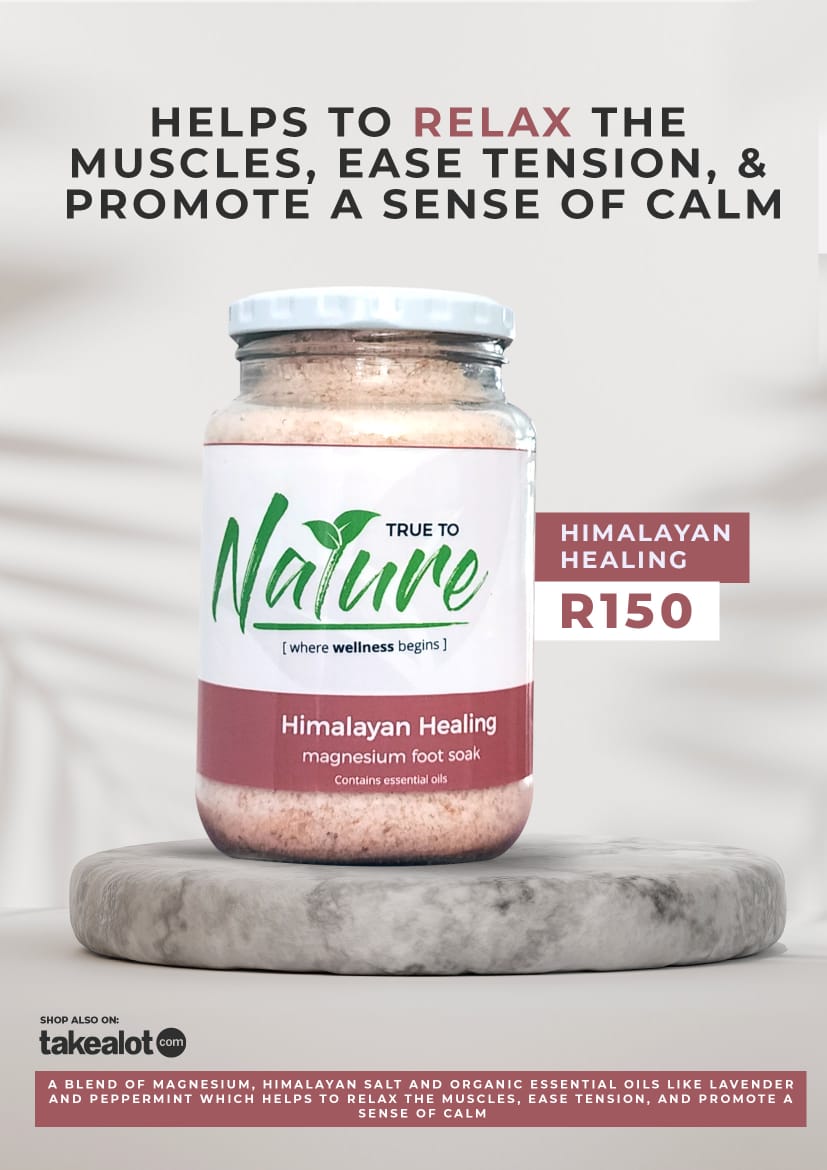 HELPS TO RELAX THE
MUSCLES, EASE TENSION, &
PROMOTE A SENSE OF CALM
TRUE TO
Nature
[ where wellness begins ]
Himalayan Healing
magnesium foot soak
Contains essential oils
HIMALAYAN
HEALING
R150
SHOP ALSO ON:
takealot com
A BLEND OF MAGNESIUM, HIMALAYAN SALT AND ORGANIC ESSENTIAL OILS LIKE LAVENDER
AND PEPPERMINT WHICH HELPS TO RELAX THE MUSCLES, EASE TENSION, AND PROMOTE A
SENSE OF CALM